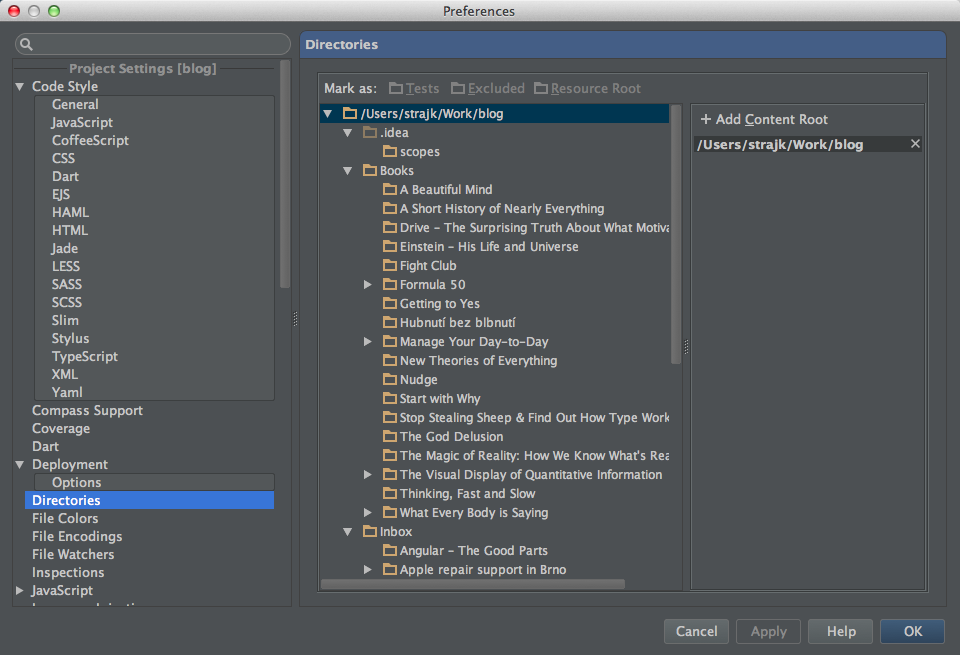 Preferences
Project Settings [blog]
Code Style
General
JavaScript
CoffeeScript
CSS
Dart
EJS
HAML
HTML
Jade
LESS
SASS
SCSS
Slim
Stylus
TypeScript
XML
Yaml
Compass Support
Coverage
Dart
Deployment
Options
Directories
File Colors
File Encodings
File Watchers
Inspections
JavaScript
Directories
Mark as: Tests Excluded Resource Root
/Users/strajk/Work/blog
.idea
scopes
Books
A Beautiful Mind
A Short History of Nearly Everything
Drive – The Surprising Truth About What Motiva
Einstein – His Life and Universe
Fight Club
Formula 50
Getting to Yes
Hubnutí bez blbnutí
Manage Your Day-to-Day
New Theories of Everything
Nudge
Start with Why
Stop Stealing Sheep & Find Out How Type Work
The God Delusion
The Magic of Reality: How We Know What's Rea
The Visual Display of Quantitative Information
Thinking, Fast and Slow
What Every Body is Saying
Inbox
Angular – The Good Parts
Apple repair support in Brno
+ Add Content Root
/Users/strajk/Work/blog
Cancel
Apply
Help
OK